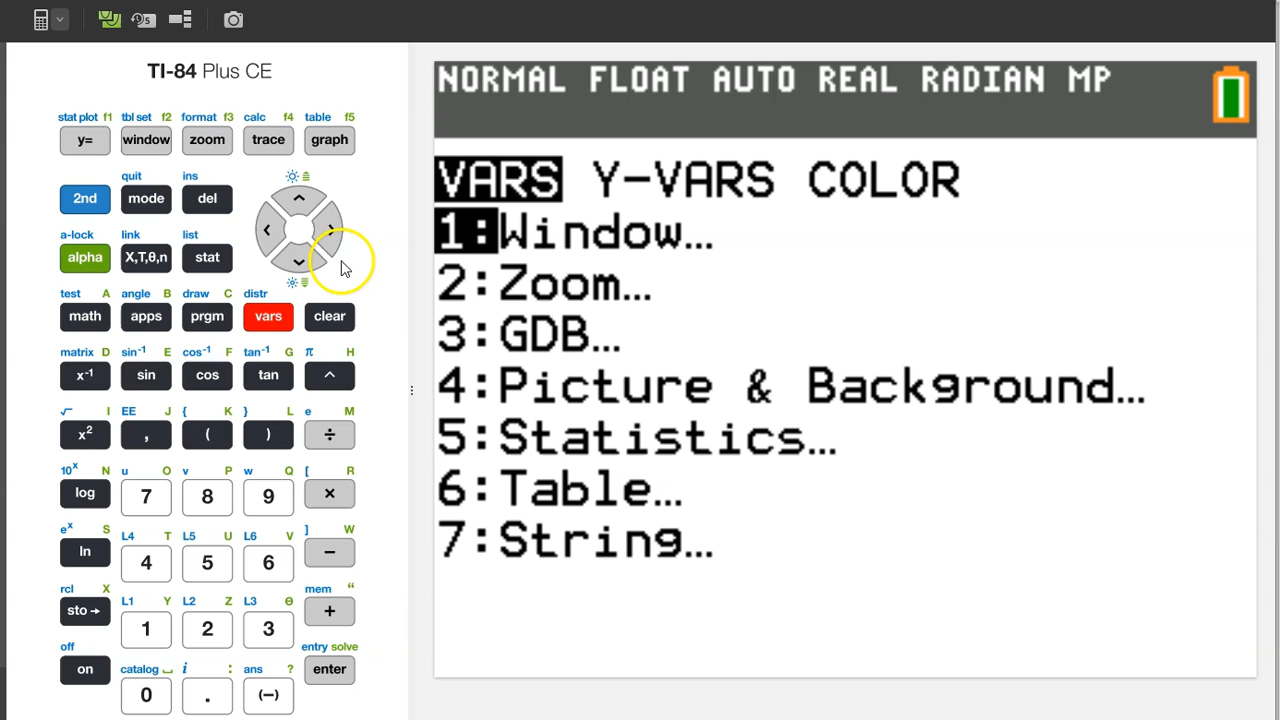 5
TI-84 Plus CE
stat plot f1 tbl set f2 format f3 calc f4 table f5
y= window zoom trace graph
quit ins
2nd mode del
a-lock link list
alpha X,T,θ,n stat
test A angle B draw C distr
math apps prgm vars clear
matrix D sin⁻¹ E cos⁻¹ F tan⁻¹ G π H
x⁻¹ sin cos tan ^
√ I EE J { K } L e M
x² , ( ) ÷
10ˣ N u O v P w Q [ R
log 7 8 9 ×
eˣ S L4 T L5 U L6 V ] W
ln 4 5 6 −
rcl X L1 Y L2 Z L3 θ mem “
sto→ 1 2 3 +
off catalog ⎵ i : ans ? entry solve
on 0 . (−) enter
NORMAL FLOAT AUTO REAL RADIAN MP
VARS Y-VARS COLOR
1:Window…
2:Zoom…
3:GDB…
4:Picture & Background…
5:Statistics…
6:Table…
7:String…